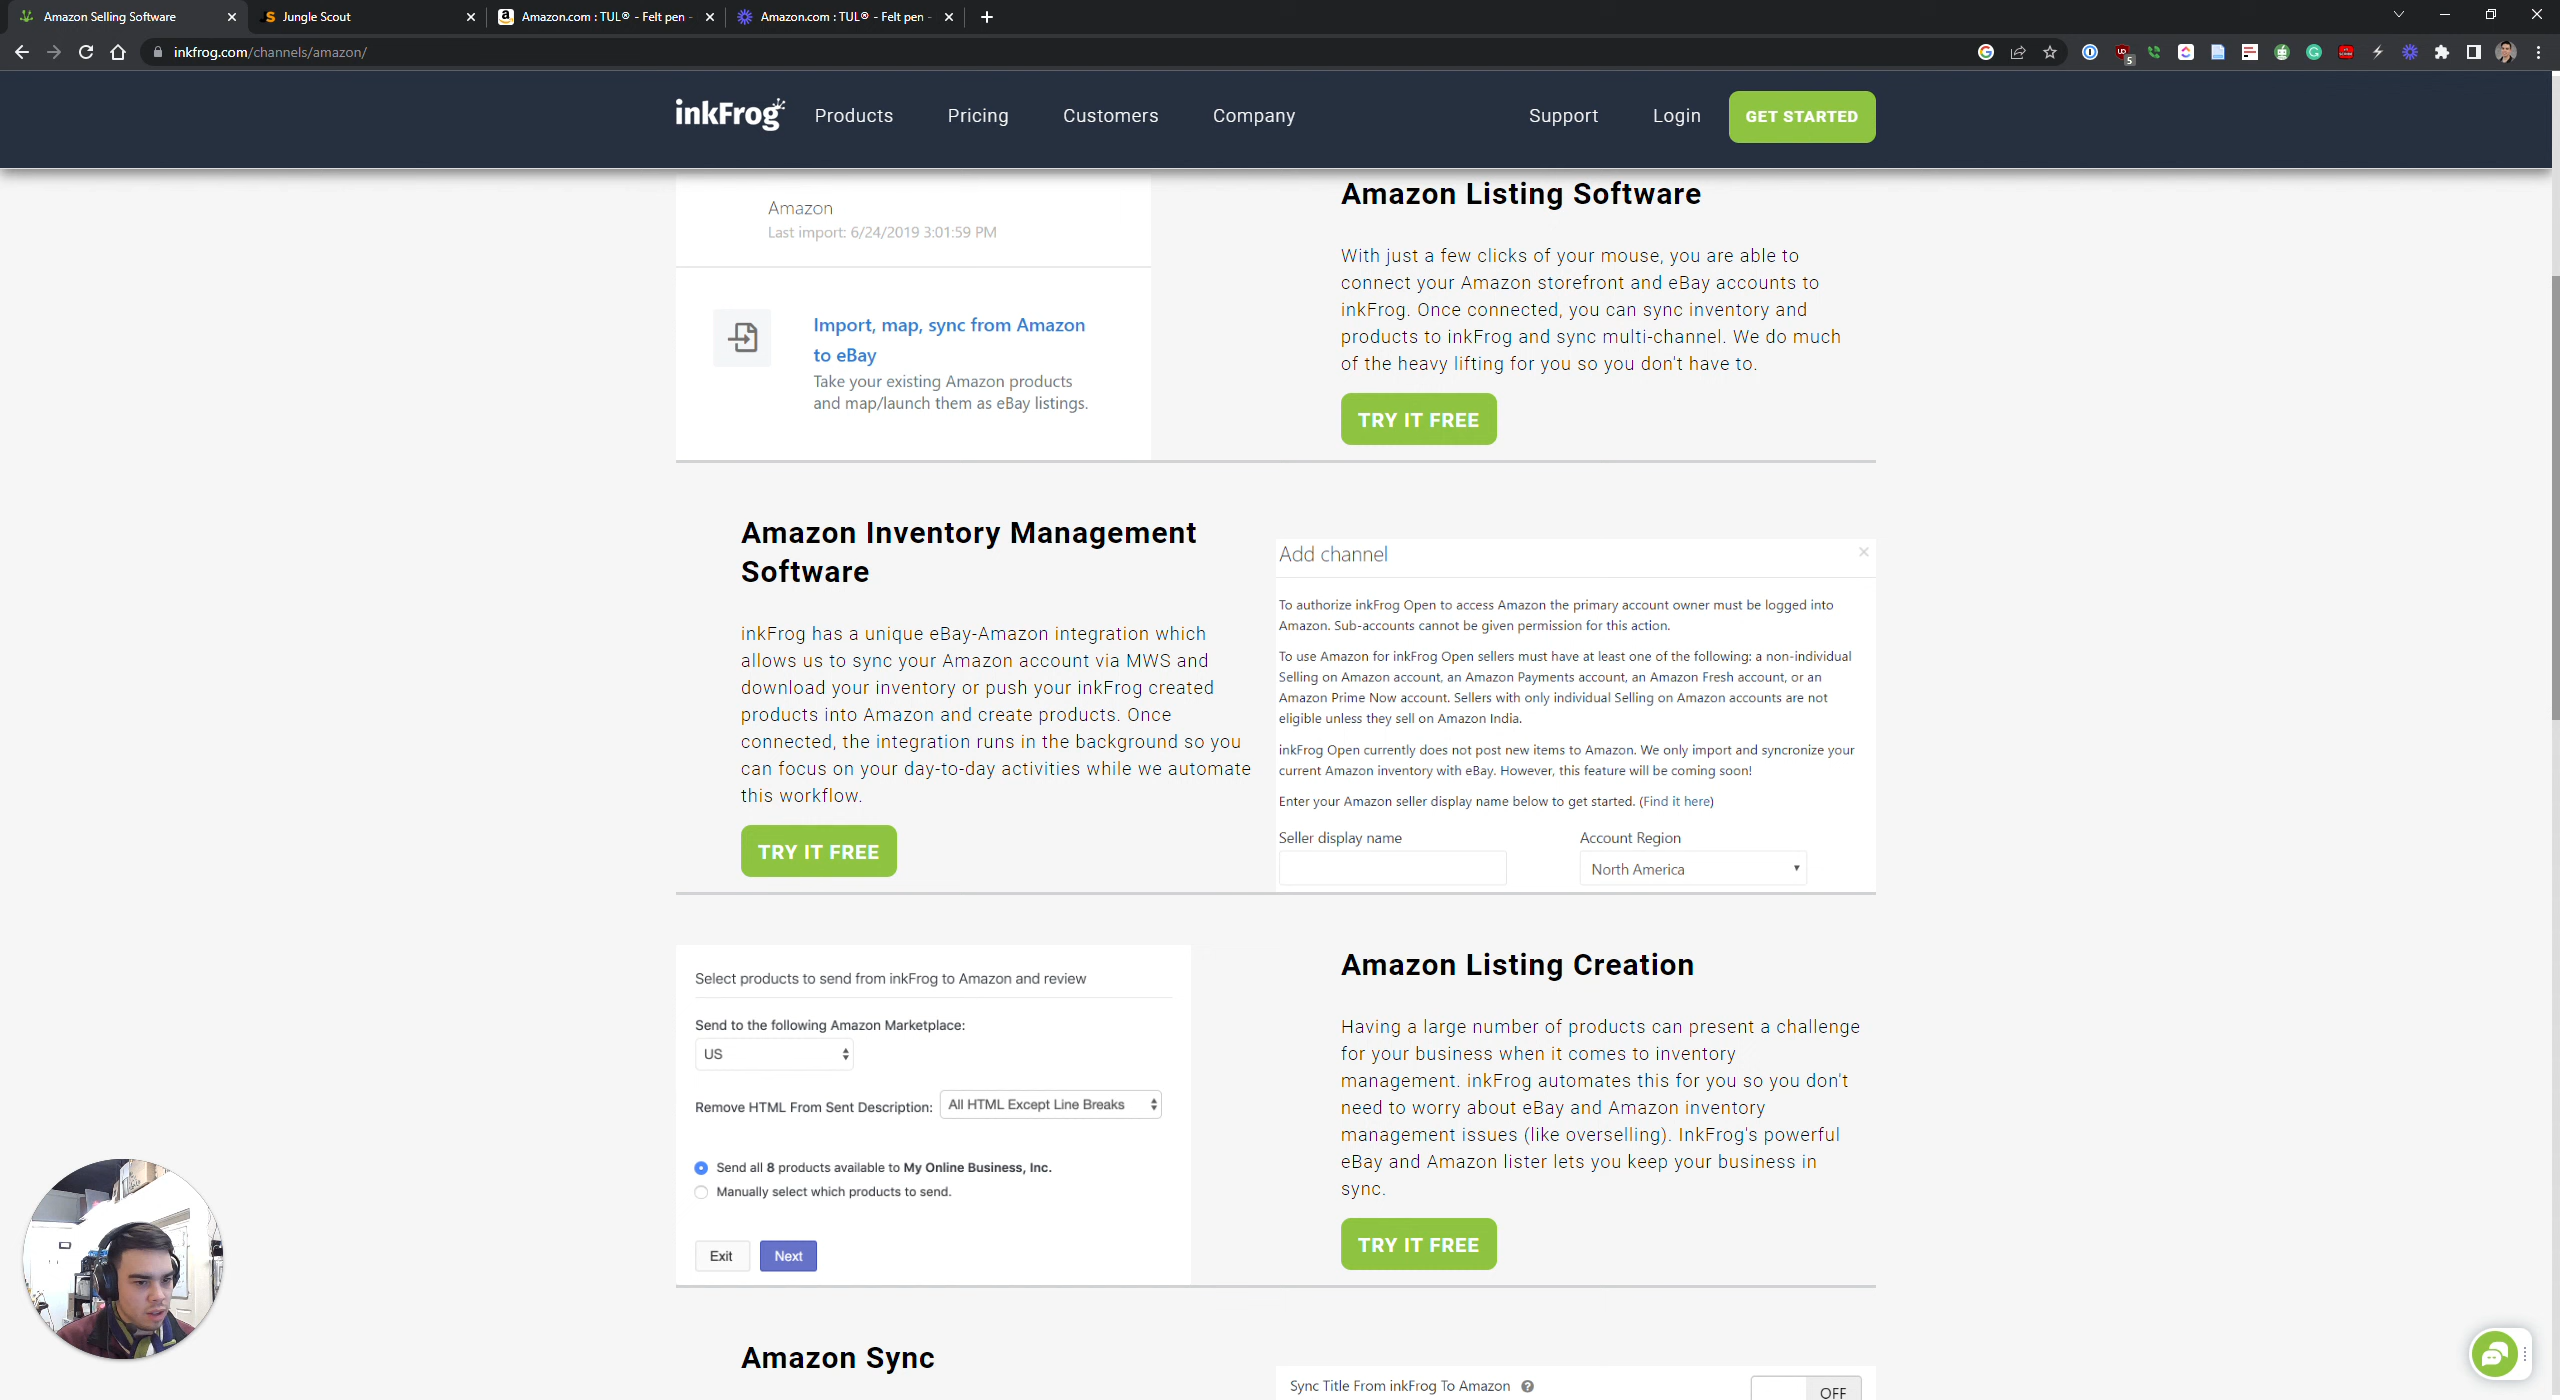 Amazon Selling Software
Jungle Scout
Amazon.com : TUL® - Felt pen -
Amazon.com : TUL® - Felt pen -
inkfrog.com/channels/amazon/
5
inkFrog
Products
Pricing
Customers
Company
Support
Login
GET STARTED
Amazon
Last import: 6/24/2019 3:01:59 PM
Import, map, sync from Amazon
to eBay
Take your existing Amazon products
and map/launch them as eBay listings.
Amazon Listing Software
With just a few clicks of your mouse, you are able to
connect your Amazon storefront and eBay accounts to
inkFrog. Once connected, you can sync inventory and
products to inkFrog and sync multi-channel. We do much
of the heavy lifting for you so you don't have to.
TRY IT FREE
Amazon Inventory Management
Software
inkFrog has a unique eBay-Amazon integration which
allows us to sync your Amazon account via MWS and
download your inventory or push your inkFrog created
products into Amazon and create products. Once
connected, the integration runs in the background so you
can focus on your day-to-day activities while we automate
this workflow.
TRY IT FREE
Add channel
To authorize inkFrog Open to access Amazon the primary account owner must be logged into
Amazon. Sub-accounts cannot be given permission for this action.
To use Amazon for inkFrog Open sellers must have at least one of the following: a non-individual
Selling on Amazon account, an Amazon Payments account, an Amazon Fresh account, or an
Amazon Prime Now account. Sellers with only individual Selling on Amazon accounts are not
eligible unless they sell on Amazon India.
inkFrog Open currently does not post new items to Amazon. We only import and syncronize your
current Amazon inventory with eBay. However, this feature will be coming soon!
Enter your Amazon seller display name below to get started. (Find it here)
Seller display name
Account Region
North America
Select products to send from inkFrog to Amazon and review
Send to the following Amazon Marketplace:
US
Remove HTML From Sent Description:
All HTML Except Line Breaks
Send all 8 products available to My Online Business, Inc.
Manually select which products to send.
Exit
Next
Amazon Listing Creation
Having a large number of products can present a challenge
for your business when it comes to inventory
management. inkFrog automates this for you so you don't
need to worry about eBay and Amazon inventory
management issues (like overselling). InkFrog's powerful
eBay and Amazon lister lets you keep your business in
sync.
TRY IT FREE
Amazon Sync
Sync Title From inkFrog To Amazon
OFF